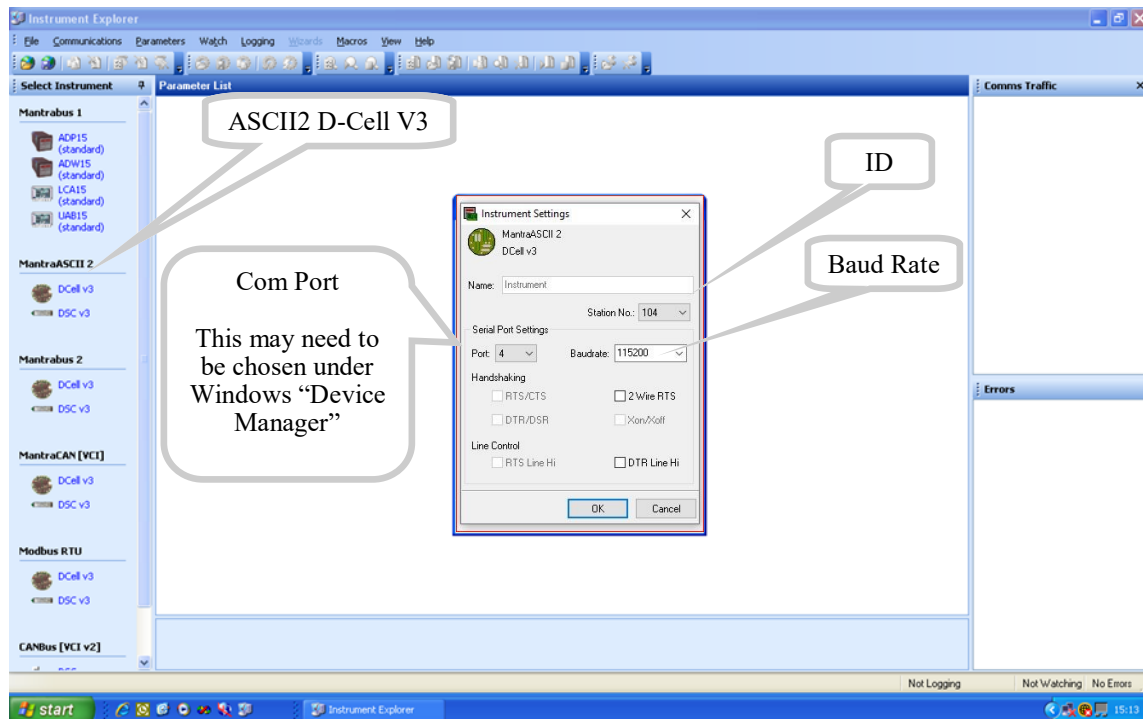 Instrument Explorer
File Communications Parameters Watch Logging Wizards Macros View Help
Select Instrument
Parameter List
Comms Traffic
Mantrabus 1
ADP15
(standard)
ADW15
(standard)
LCA15
(standard)
UAB15
(standard)
MantraASCII 2
DCell v3
DSC v3
Mantrabus 2
DCell v3
DSC v3
MantraCAN [VCI]
DCell v3
DSC v3
Modbus RTU
DCell v3
DSC v3
CANBus [VCI v2]
ASCII2 D-Cell V3
ID
Baud Rate
Com Port
This may need to
be chosen under
Windows “Device
Manager”
Instrument Settings
MantraASCII 2
DCell v3
Name: Instrument
Station No.: 104
Serial Port Settings
Port: 4 Baudrate: 115200
Handshaking
RTS/CTS 2 Wire RTS
DTR/DSR Xon/Xoff
Line Control
RTS Line Hi DTR Line Hi
OK Cancel
Errors
Not Logging Not Watching No Errors
start Instrument Explorer 15:13